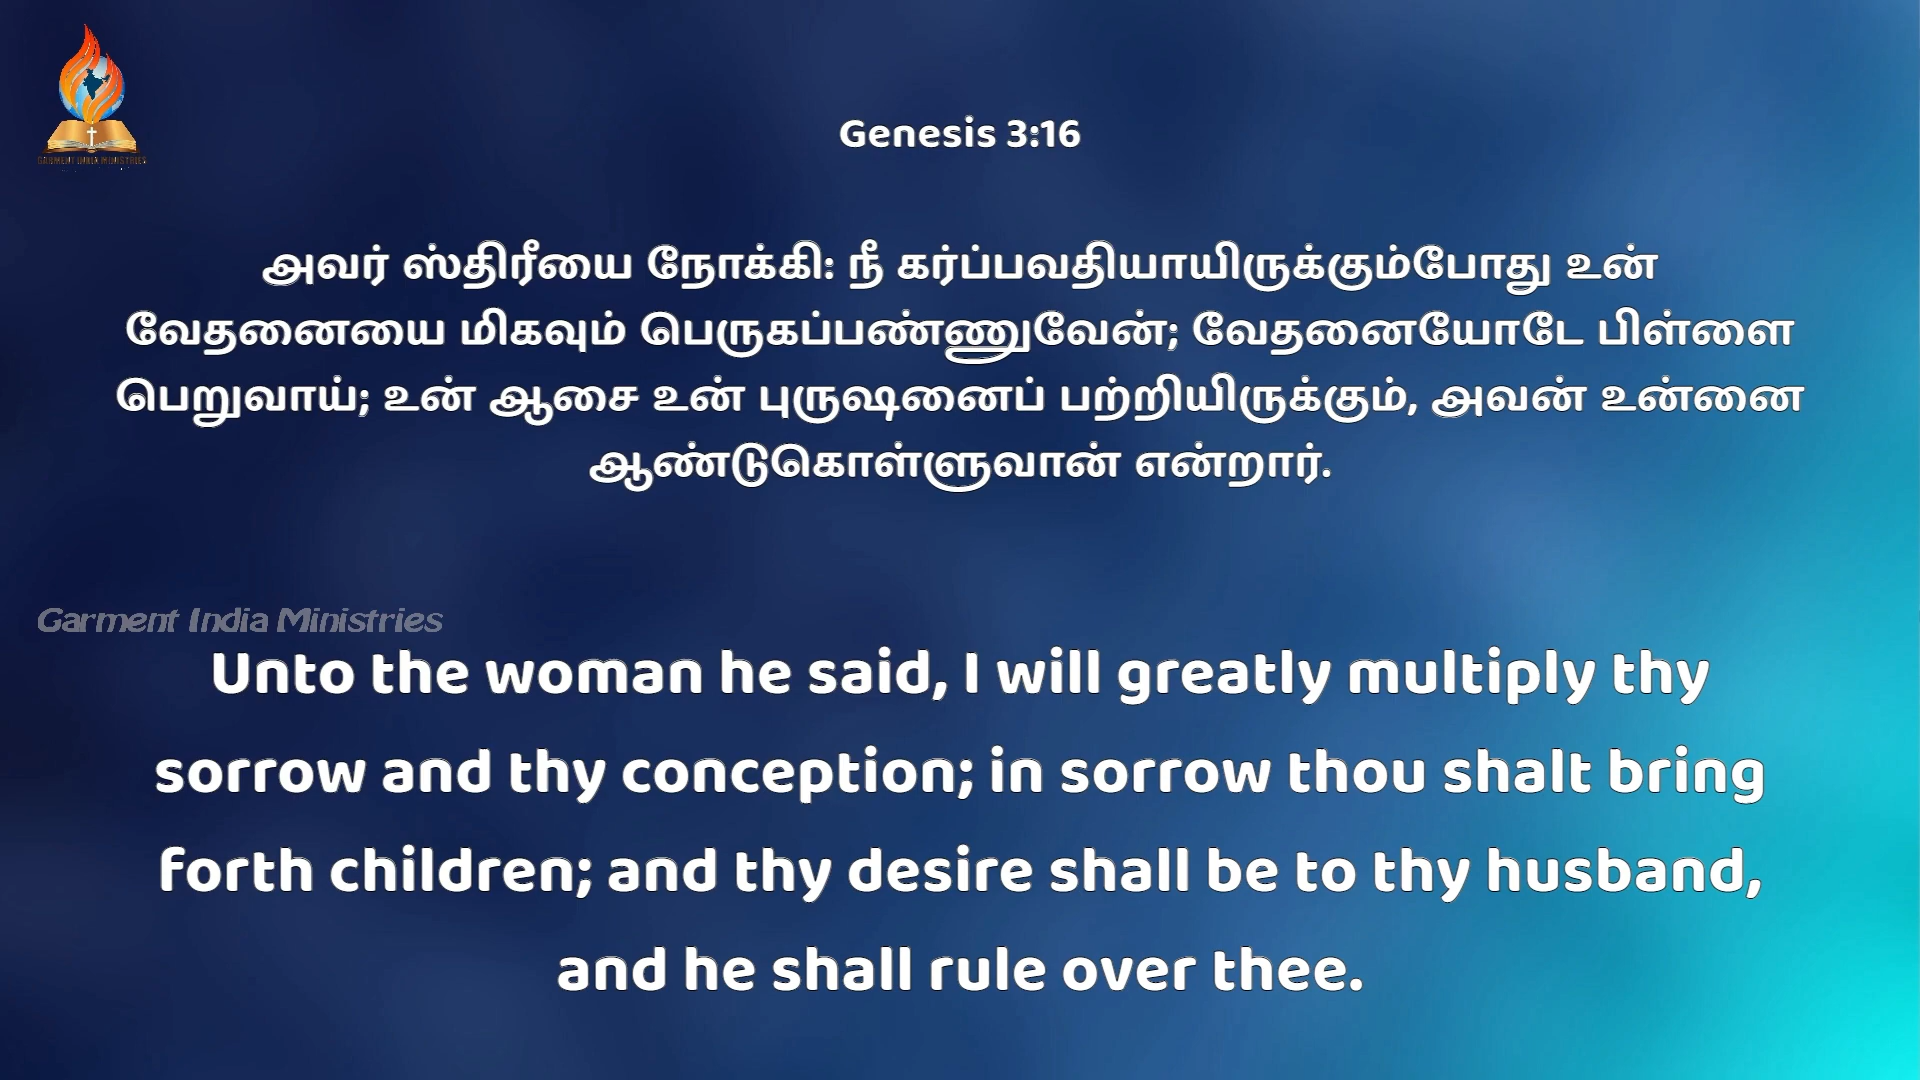 GARMENT INDIA MINISTRIES
Genesis 3:16
அவர் ஸ்திரீயை நோக்கி: நீ கர்ப்பவதியாயிருக்கும்போது உன்
வேதனையை மிகவும் பெருகப்பண்ணுவேன்; வேதனையோடே பிள்ளை
பெறுவாய்; உன் ஆசை உன் புருஷனைப் பற்றியிருக்கும், அவன் உன்னை
ஆண்டுகொள்ளுவான் என்றார்.
Garment India Ministries
Unto the woman he said, I will greatly multiply thy
sorrow and thy conception; in sorrow thou shalt bring
forth children; and thy desire shall be to thy husband,
and he shall rule over thee.